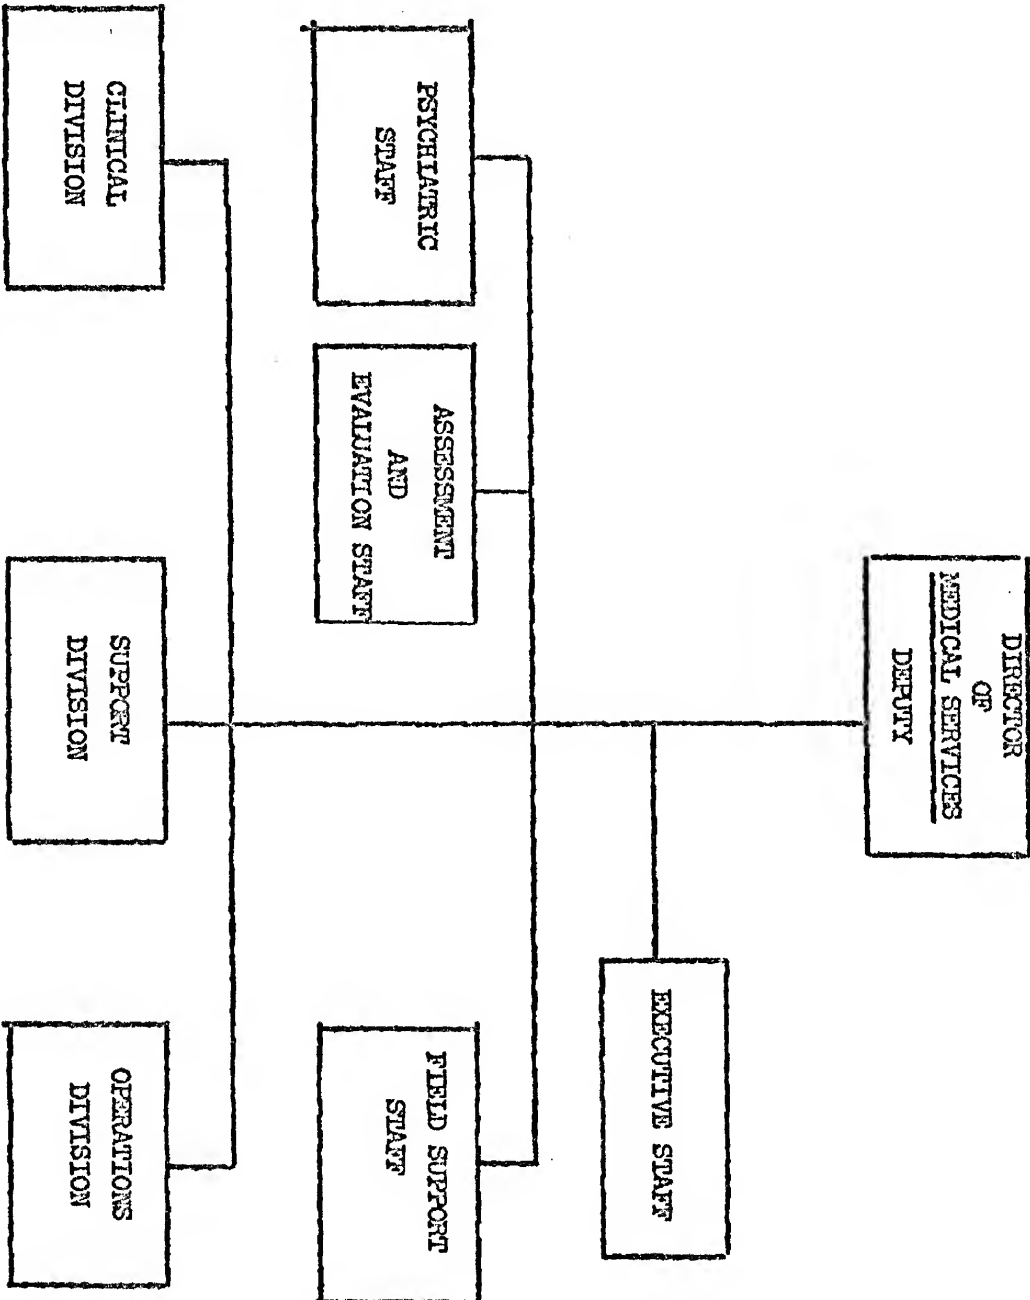 DIRECTOR
OF
MEDICAL SERVICES
DEPUTY
EXECUTIVE STAFF
PSYCHIATRIC
STAFF
ASSESSMENT
AND
EVALUATION STAFF
FIELD SUPPORT
STAFF
CLINICAL
DIVISION
SUPPORT
DIVISION
OPERATIONS
DIVISION